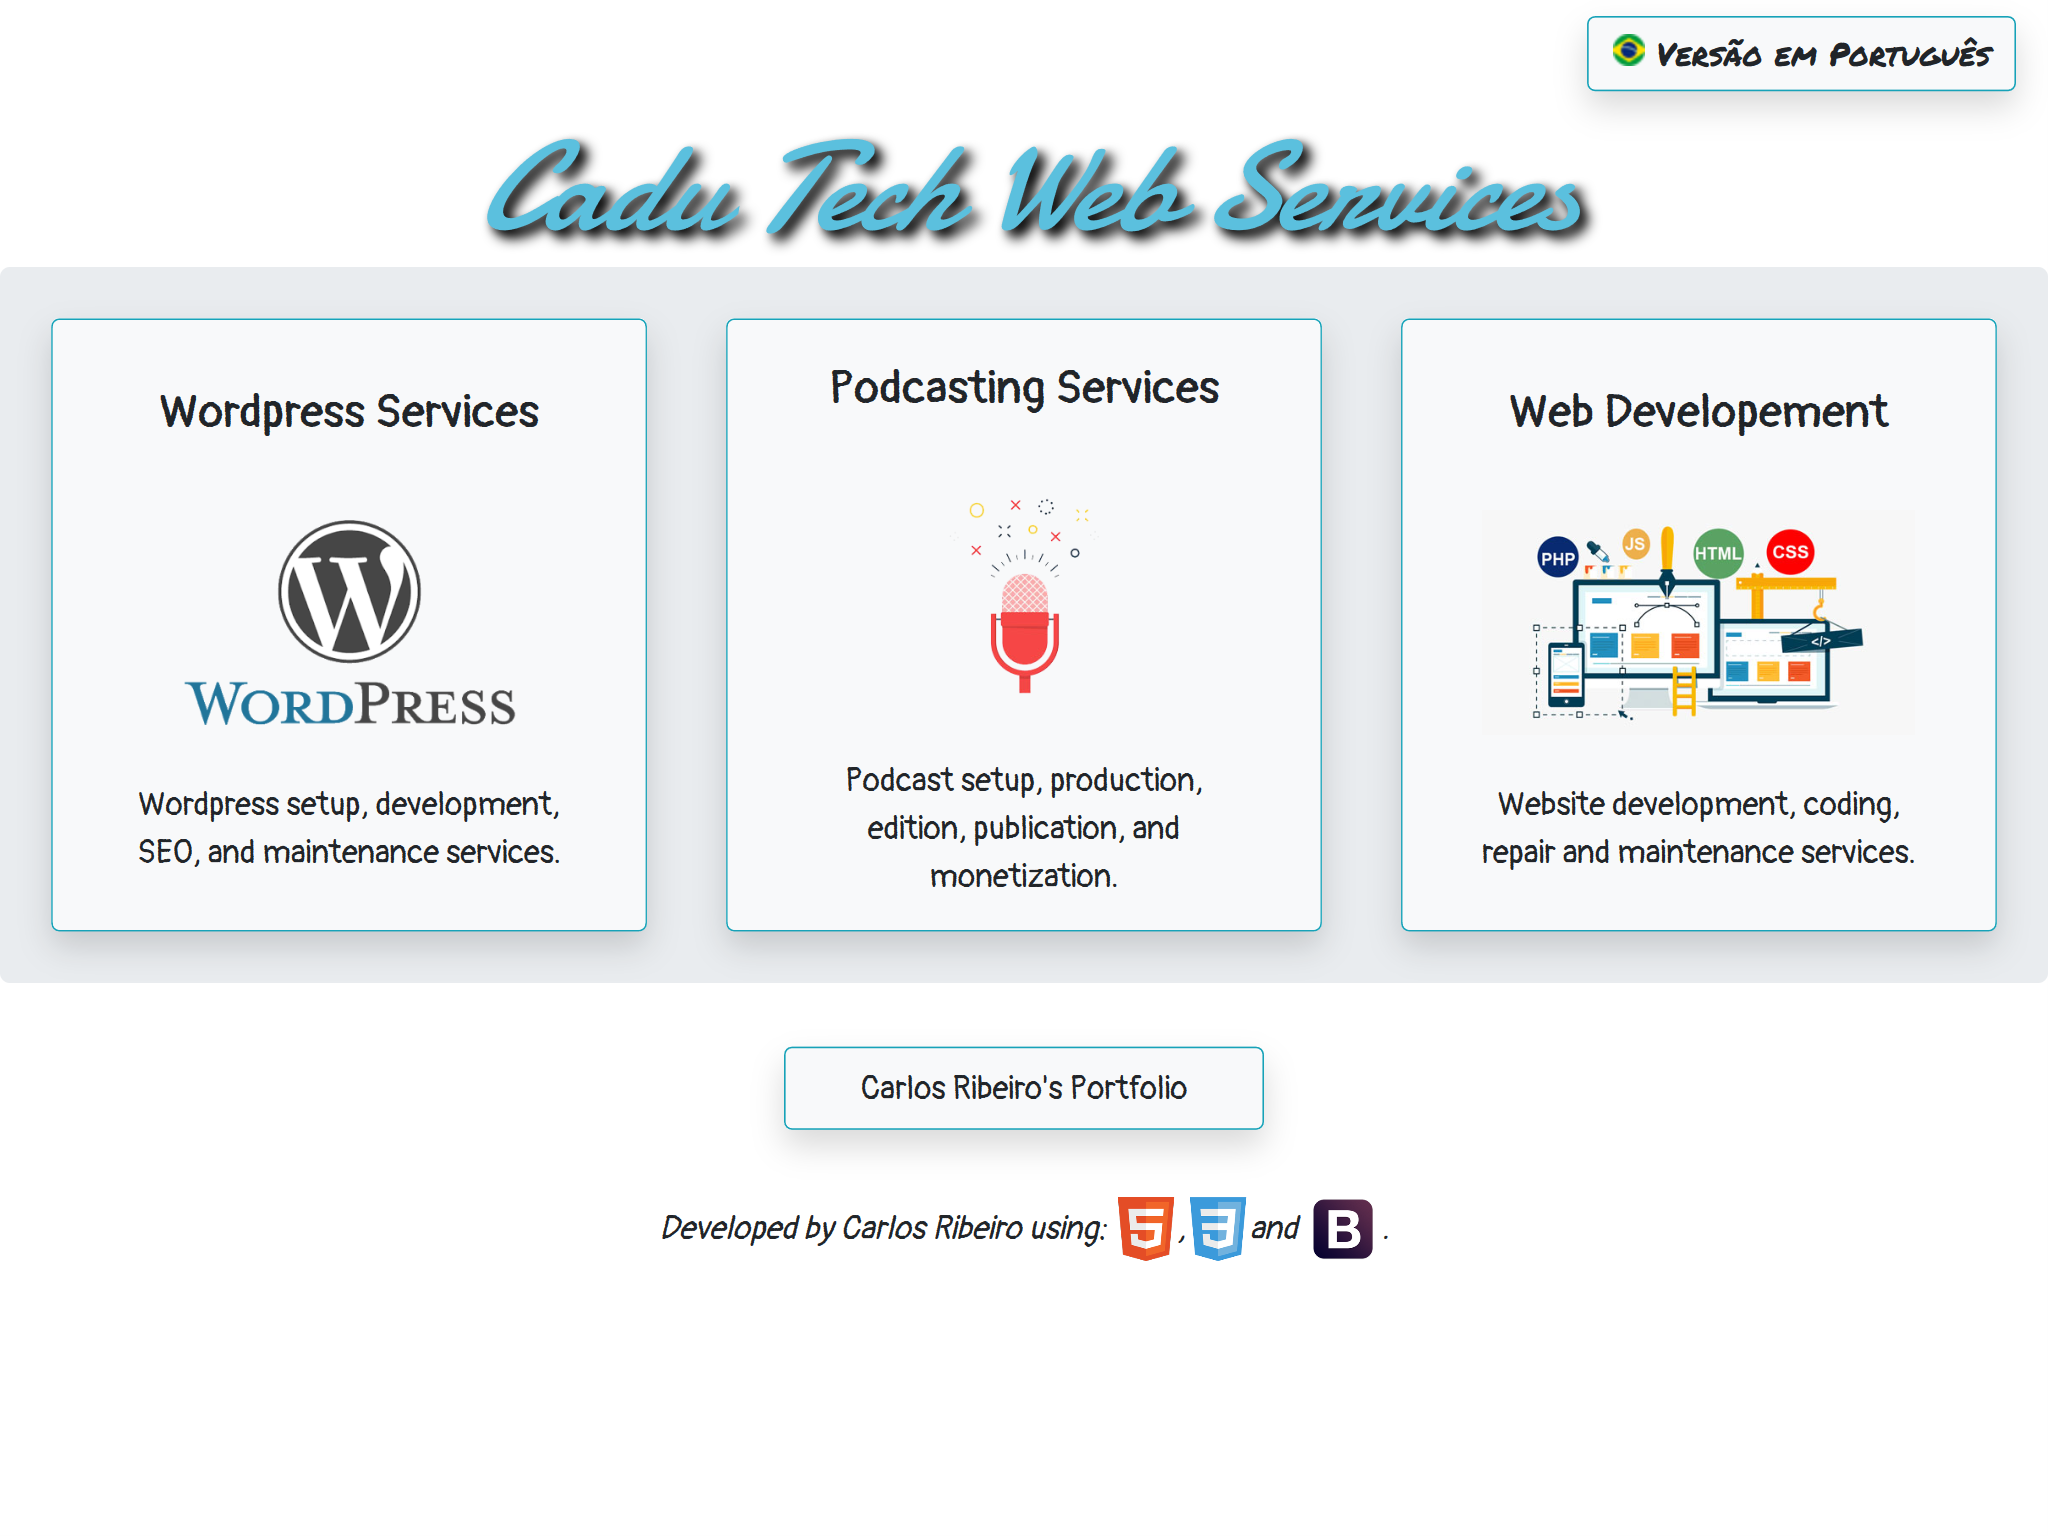 Versão em Português
Cadu Tech Web Services
Wordpress Services
WORDPRESS
Wordpress setup, development,
SEO, and maintenance services.
Podcasting Services
Podcast setup, production,
edition, publication, and
monetization.
Web Developement
PHP
JS
HTML
CSS
</>
Website development, coding,
repair and maintenance services.
Carlos Ribeiro's Portfolio
Developed by Carlos Ribeiro using: 5, 3 and B .